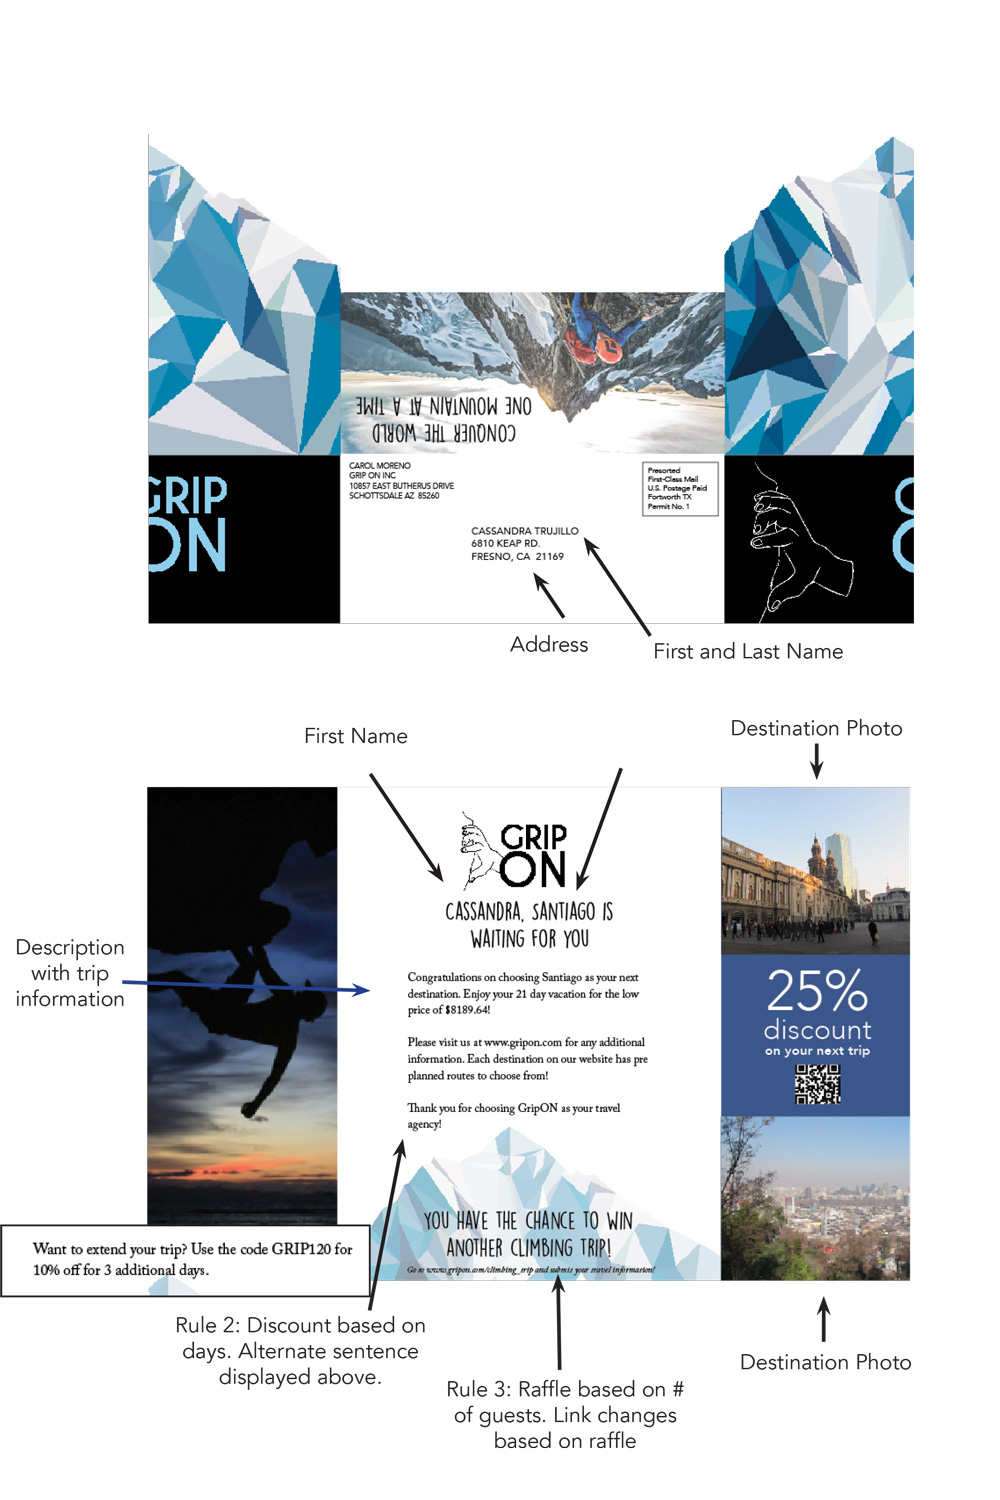 CONQUER THE WORLD
ONE MOUNTAIN AT A TIME
GRIP
ON
CAROL MORENO
GRIP ON INC
10857 EAST BUTHERUS DRIVE
SCHOTTSDALE AZ 85260
Presorted
First-Class Mail
U.S. Postage Paid
Fortworth TX
Permit No. 1
CASSANDRA TRUJILLO
6810 KEAP RD.
FRESNO, CA 21169
G
O
Address
First and Last Name
First Name
Destination Photo
GRIP
ON
CASSANDRA, SANTIAGO IS
WAITING FOR YOU
Description
with trip
information
Congratulations on choosing Santiago as your next
destination. Enjoy your 21 day vacation for the low
price of $8189.64!
Please visit us at www.gripon.com for any additional
information. Each destination on our website has pre
planned routes to choose from!
Thank you for choosing GripON as your travel
agency!
25%
discount
on your next trip
YOU HAVE THE CHANCE TO WIN
ANOTHER CLIMBING TRIP!
Go to www.gripon.com/climbing_trip and submit your travel information!
Want to extend your trip? Use the code GRIP120 for
10% off for 3 additional days.
Rule 2: Discount based on
days. Alternate sentence
displayed above.
Destination Photo
Rule 3: Raffle based on #
of guests. Link changes
based on raffle